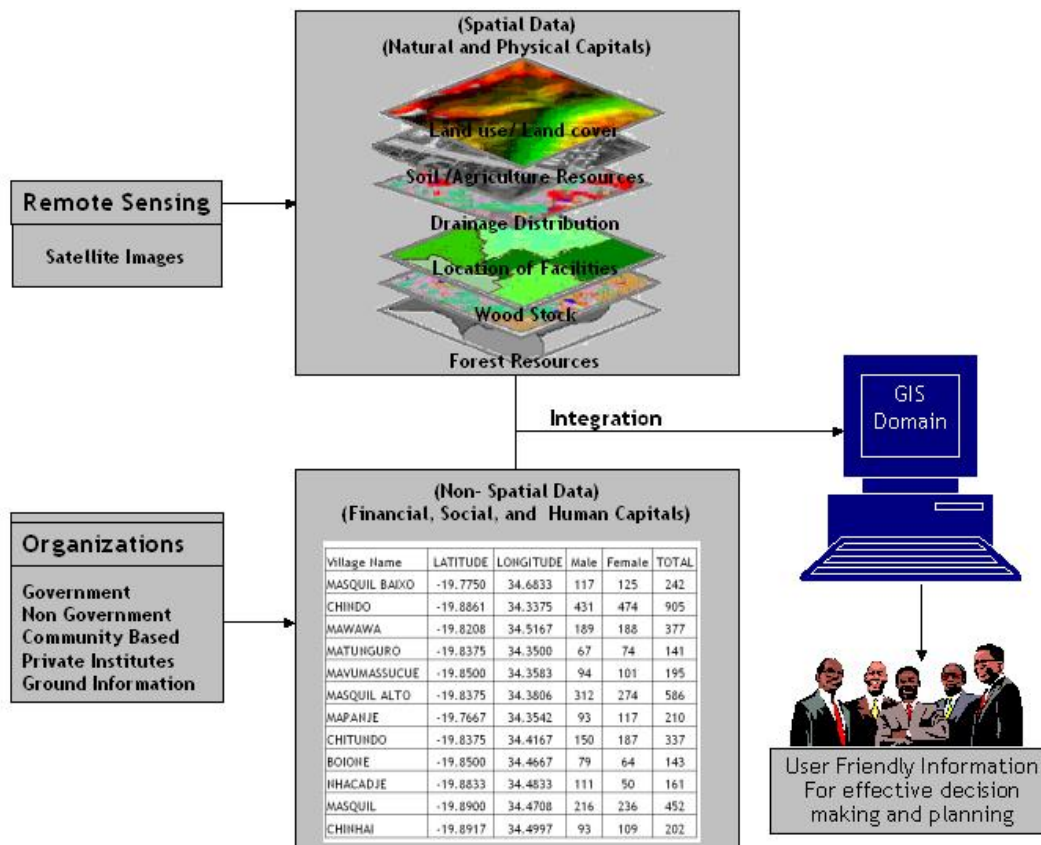 (Spatial Data)
(Natural and Physical Capitals)
Land use/ Land cover
Soil /Agriculture Resources
Drainage Distribution
Location of Facilities
Wood Stock
Forest Resources
Remote Sensing
Satellite Images
Integration
GIS
Domain
(Non- Spatial Data)
(Financial, Social, and Human Capitals)
Village Name LATITUDE LONGITUDE Male Female TOTAL
MASQUIL BAIXO -19.7750 34.6833 117 125 242
CHINDO -19.8861 34.3375 431 474 905
MAWAWA -19.8208 34.5167 189 188 377
MATUNGURO -19.8375 34.3500 67 74 141
MAVUMASSUCUE -19.8500 34.3583 94 101 195
MASQUIL ALTO -19.8375 34.3806 312 274 586
MAPANJE -19.7667 34.3542 93 117 210
CHITUNDO -19.8375 34.4167 150 187 337
BOIONE -19.8500 34.4667 79 64 143
NHACADJE -19.8833 34.4833 111 50 161
MASQUIL -19.8900 34.4708 216 236 452
CHINHAI -19.8917 34.4997 93 109 202
Organizations
Government
Non Government
Community Based
Private Institutes
Ground Information
User Friendly Information
For effective decision
making and planning